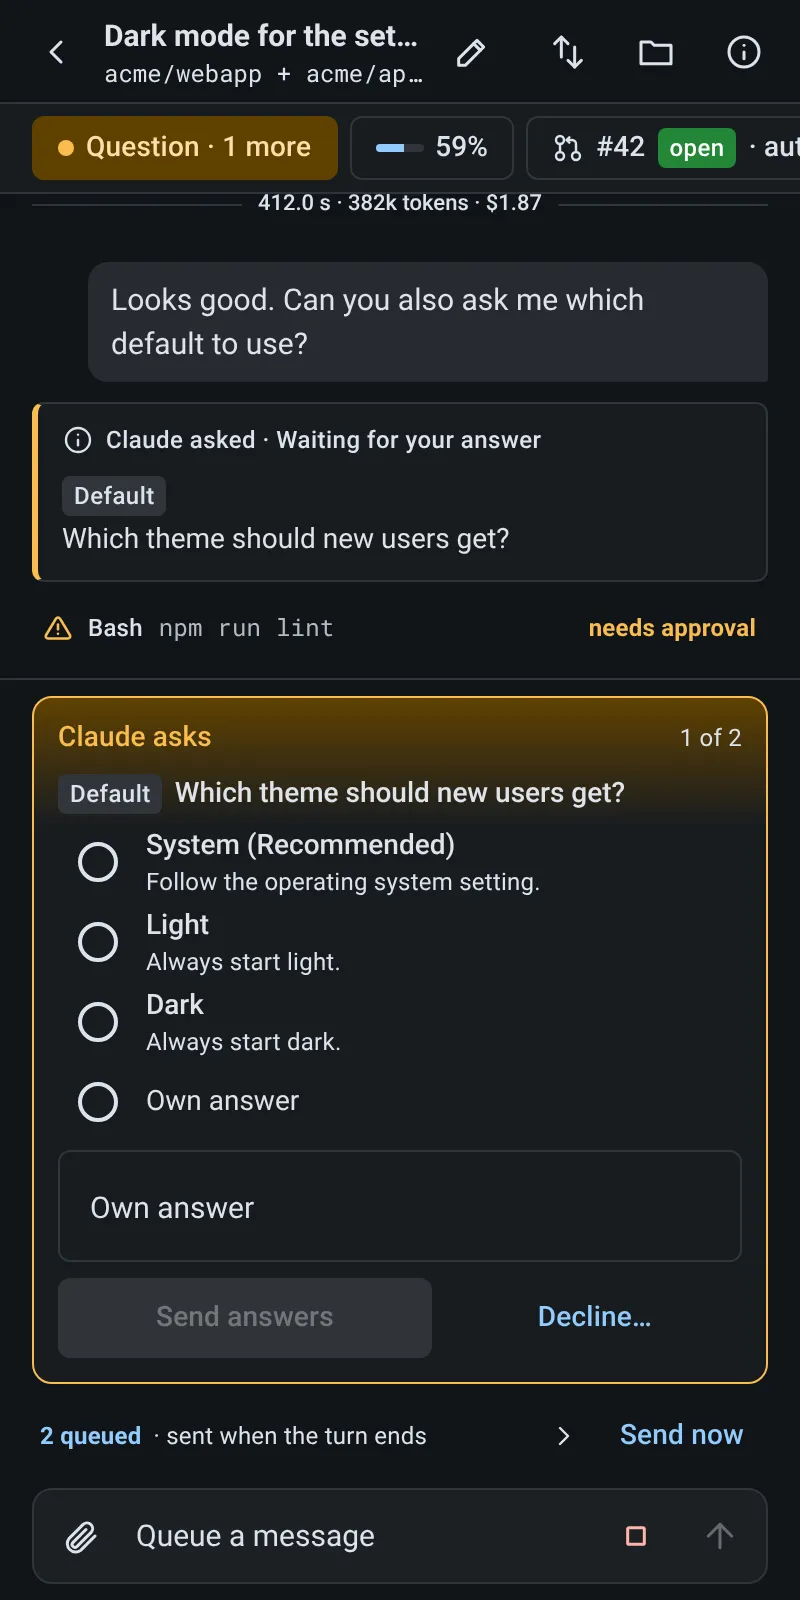 Dark mode for the set…
acme/webapp + acme/ap…
Question · 1 more
59%
#42 open · aut
412.0 s · 382k tokens · $1.87
Looks good. Can you also ask me which
default to use?
Claude asked · Waiting for your answer
Default
Which theme should new users get?
Bash npm run lint
needs approval
Claude asks
1 of 2
Default Which theme should new users get?
System (Recommended)
Follow the operating system setting.
Light
Always start light.
Dark
Always start dark.
Own answer
Own answer
Send answers
Decline…
2 queued · sent when the turn ends
Send now
Queue a message